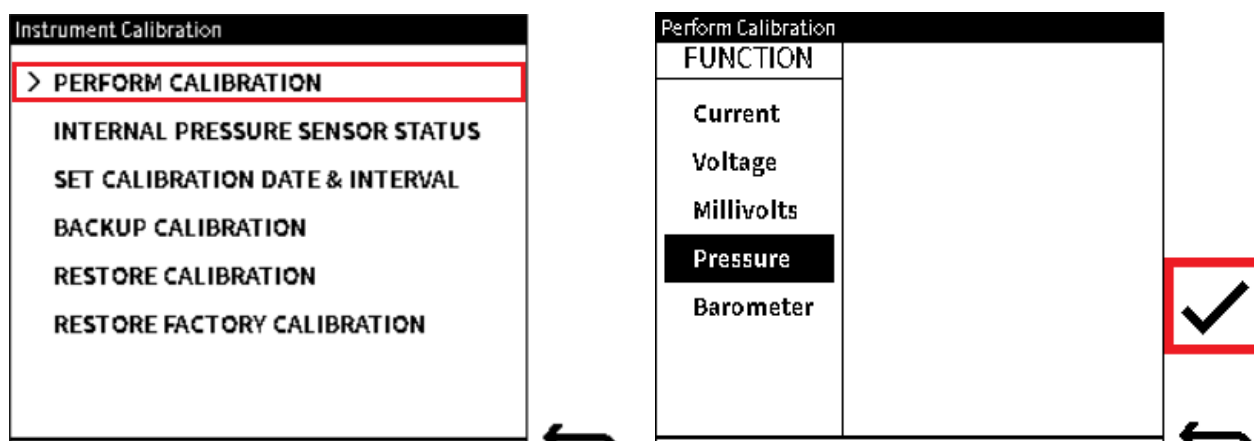 Instrument Calibration
> PERFORM CALIBRATION
INTERNAL PRESSURE SENSOR STATUS
SET CALIBRATION DATE & INTERVAL
BACKUP CALIBRATION
RESTORE CALIBRATION
RESTORE FACTORY CALIBRATION
Perform Calibration
FUNCTION
Current
Voltage
Millivolts
Pressure
Barometer